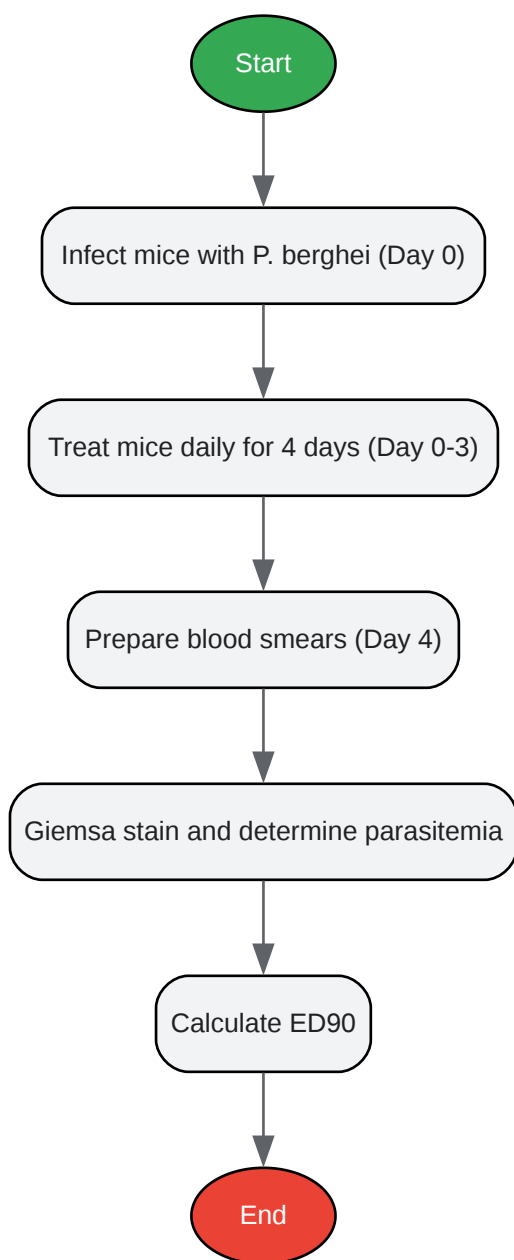 Start
Infect mice with P. berghei (Day 0)
Treat mice daily for 4 days (Day 0-3)
Prepare blood smears (Day 4)
Giemsa stain and determine parasitemia
Calculate ED90
End